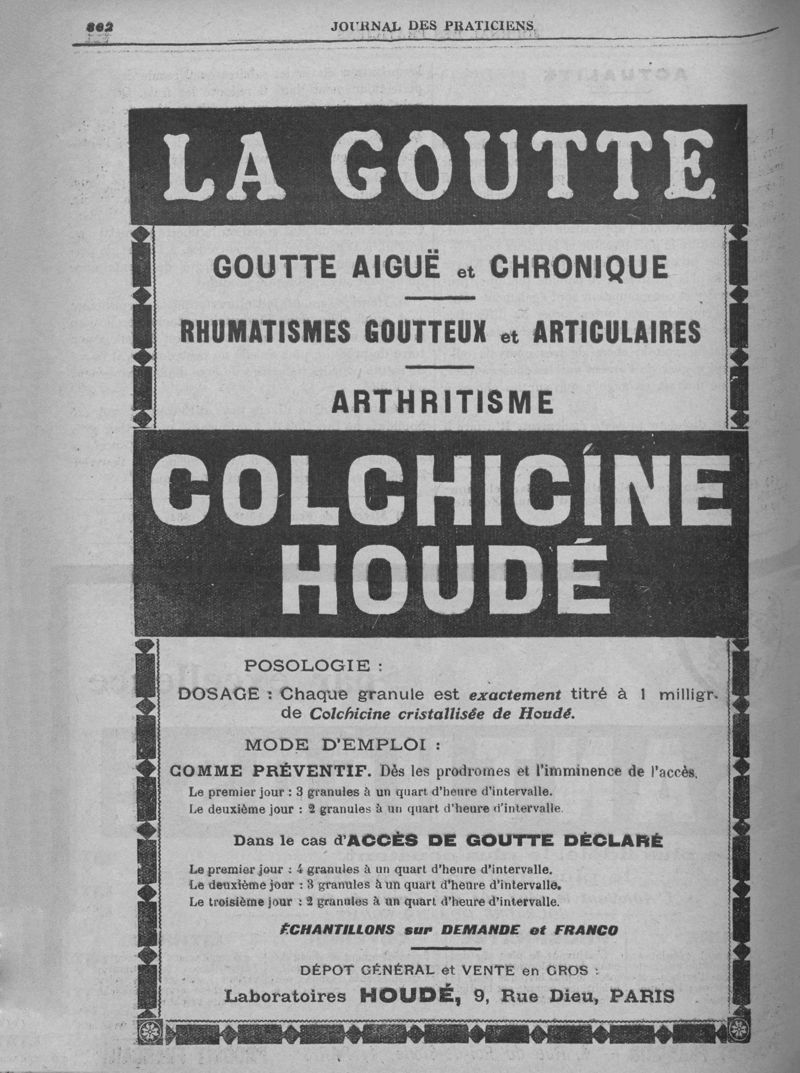 862
JOURNAL DES PRATICIENS
LA GOUTTE
GOUTTE AIGUË et CHRONIQUE
RHUMATISMES GOUTTEUX et ARTICULAIRES
ARTHRITISME
COLCHICINE
HOUDÉ
POSOLOGIE :
DOSAGE : Chaque granule est exactement titré à 1 milligr.
de Colchicine cristallisée de Houdé.
MODE D'EMPLOI :
COMME PRÉVENTIF. Dès les prodromes et l'imminence de l'accès.
Le premier jour : 3 granules à un quart d'heure d'intervalle.
Le deuxième jour : 2 granules à un quart d'heure d'intervalle.
Dans le cas d'ACCÈS DE GOUTTE DÉCLARÉ
Le premier jour : 4 granules à un quart d'heure d'intervalle.
Le deuxième jour : 3 granules à un quart d'heure d'intervalle.
Le troisième jour : 2 granules à un quart d'heure d'intervalle.
ÉCHANTILLONS sur DEMANDE et FRANCO
DÉPOT GÉNÉRAL et VENTE en GROS :
Laboratoires HOUDÉ, 9, Rue Dieu, PARIS